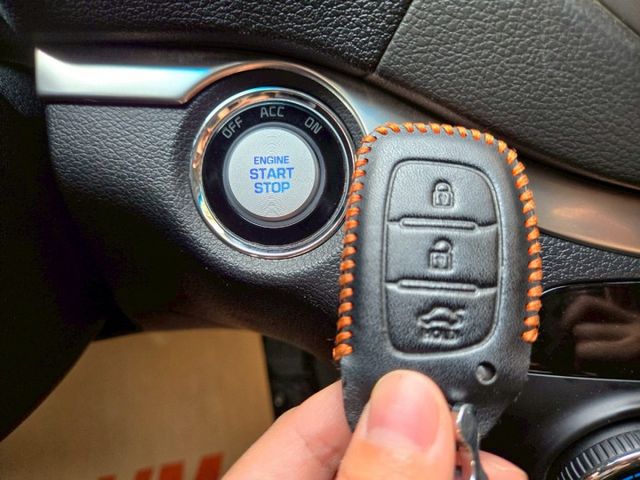 OFF ACC ON
ENGINE
START
STOP